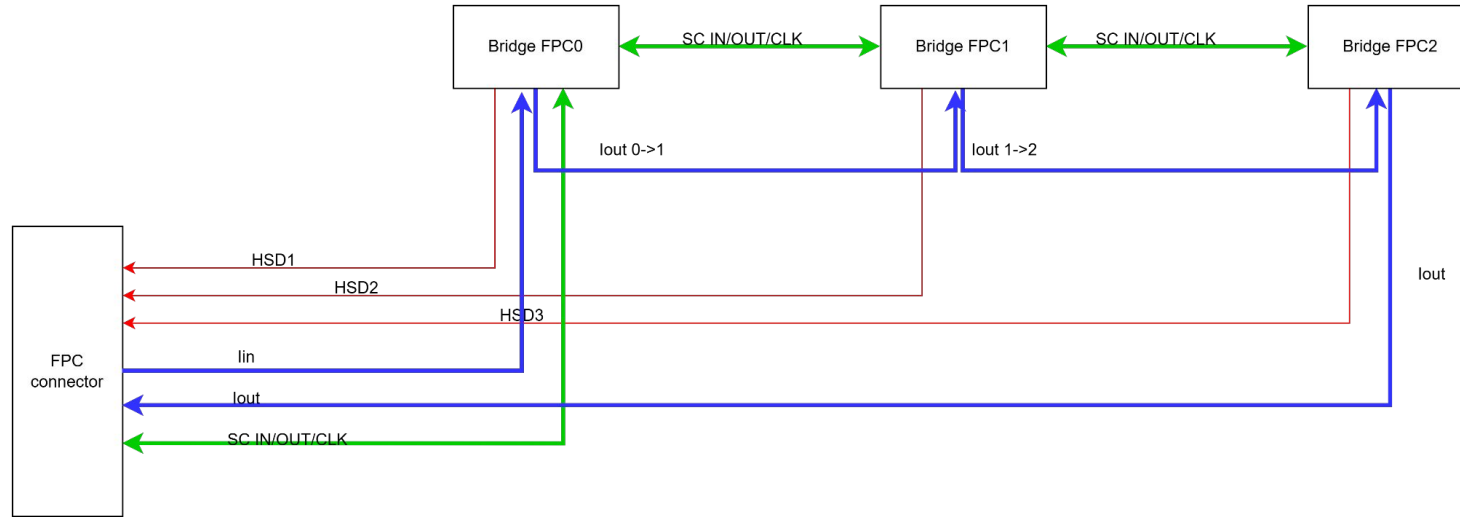 Bridge FPC0
SC IN/OUT/CLK
Bridge FPC1
SC IN/OUT/CLK
Bridge FPC2
Iout 0->1
Iout 1->2
HSD1
HSD2
HSD3
Iout
FPC
connector
Iin
Iout
SC IN/OUT/CLK